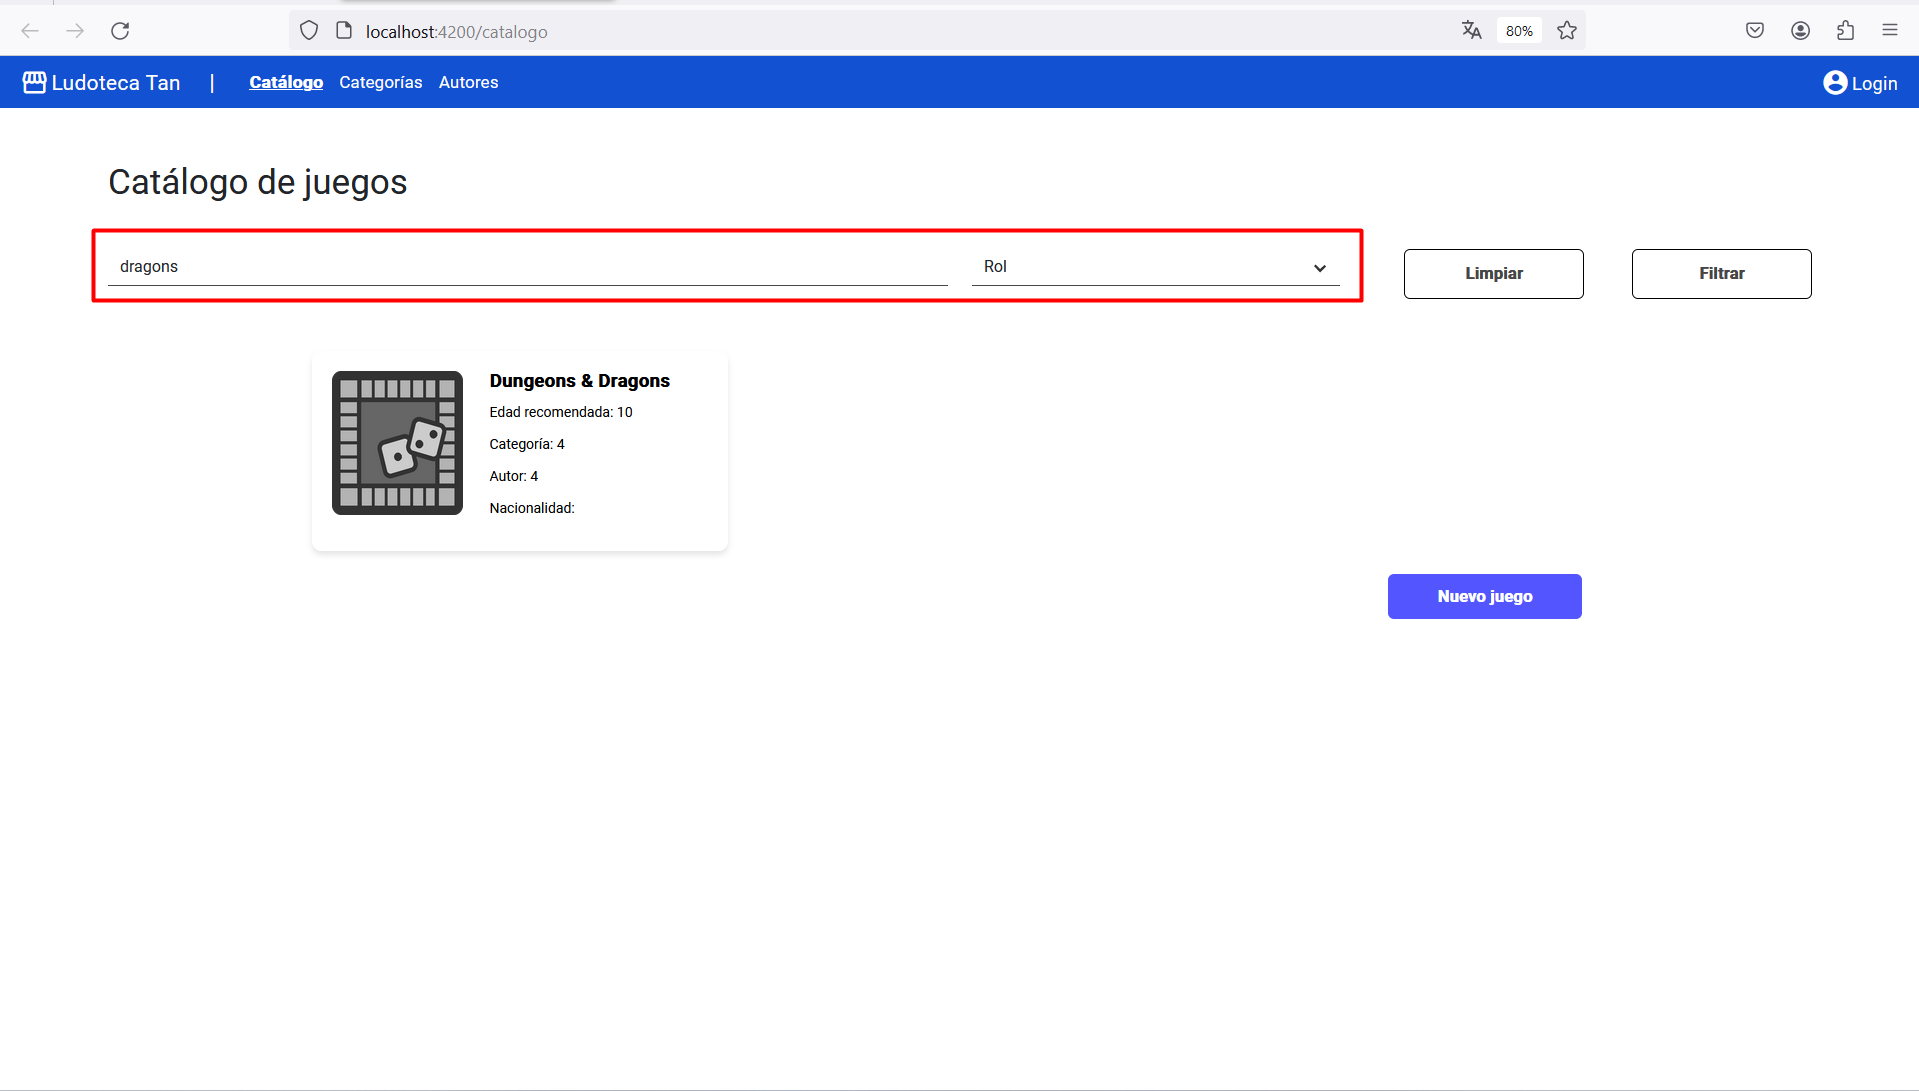 localhost:4200/catalogo
80%
Ludoteca Tan | Catálogo Categorías Autores Login
Catálogo de juegos
dragons Rol Limpiar Filtrar
Dungeons & Dragons
Edad recomendada: 10
Categoría: 4
Autor: 4
Nacionalidad:
Nuevo juego